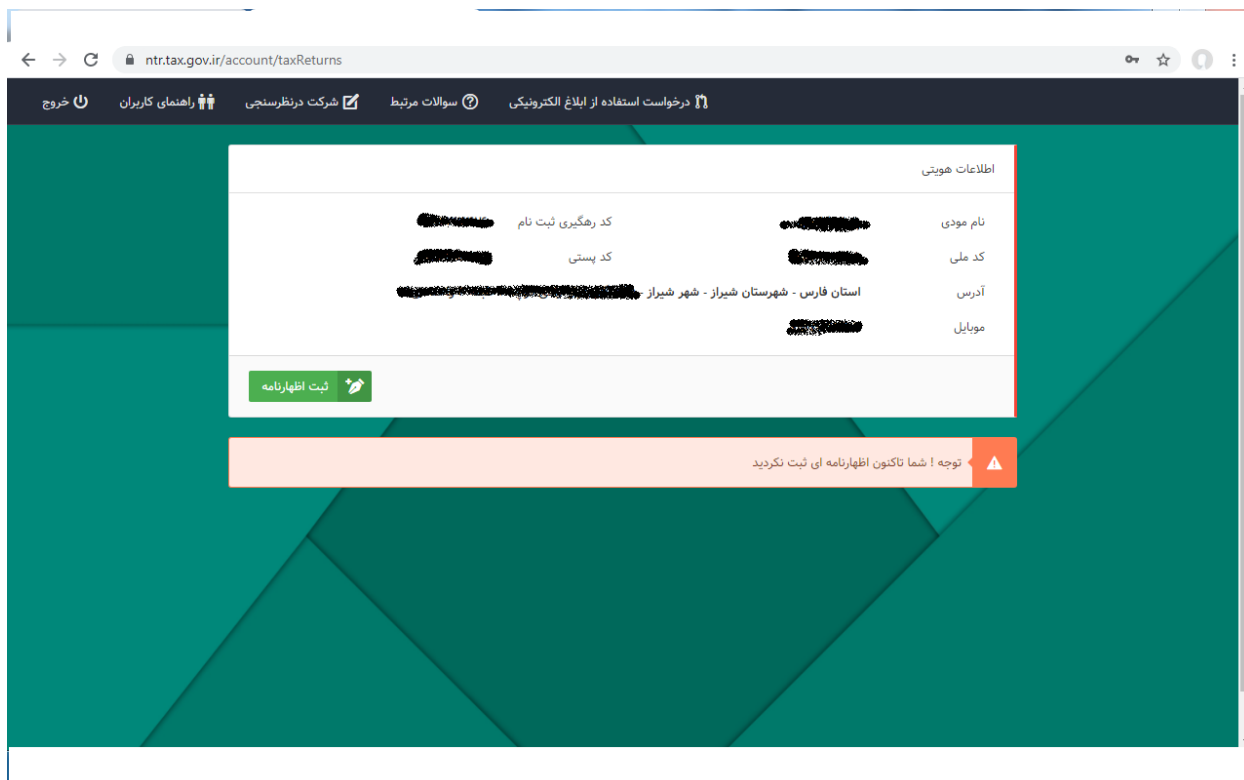 ntr.tax.gov.ir/account/taxReturns
درخواست استفاده از ابلاغ الکترونیکی سوالات مرتبط شرکت درنظرسنجی راهنمای کاربران خروج
اطلاعات هویتی
نام مودی کد رهگیری ثبت نام
کد ملی کد پستی
آدرس استان فارس - شهرستان شیراز - شهر شیراز -
موبایل
ثبت اظهارنامه
توجه ! شما تاکنون اظهارنامه ای ثبت نکردید